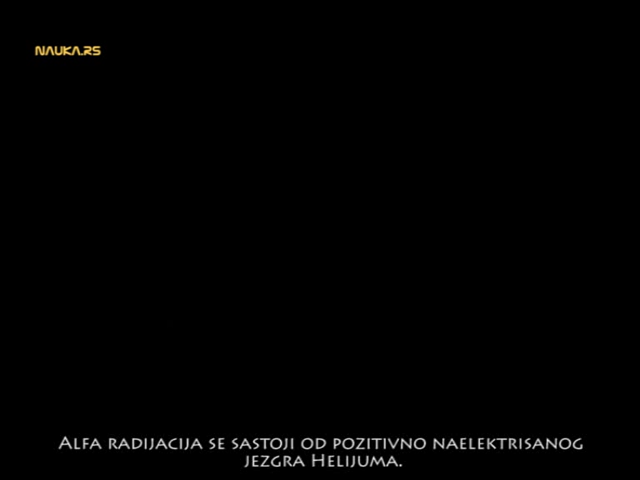 NAUKA.RS
ALFA RADIJACIJA SE SASTOJI OD POZITIVNO NAELEKTRISANOG
JEZGRA HELIJUMA.